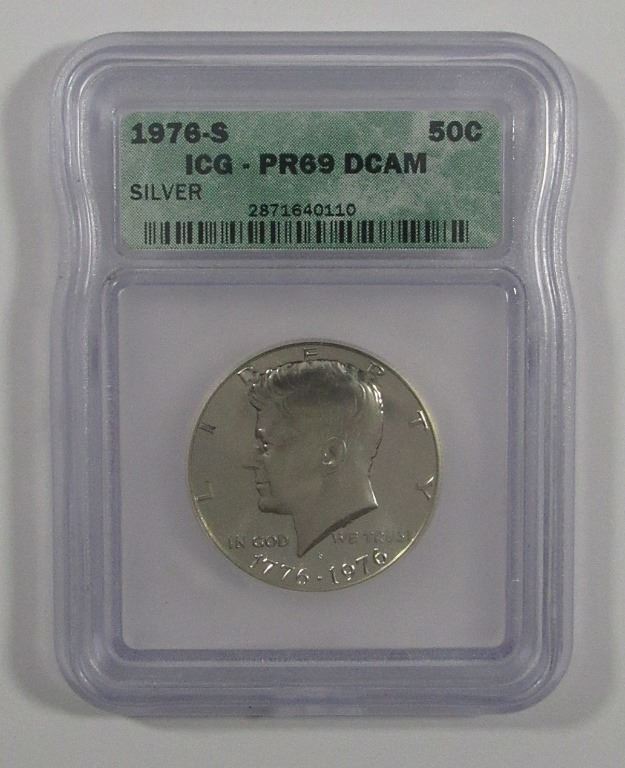 1976-S 50C
ICG - PR69 DCAM
SILVER
2871640110
LIBERTY
IN GOD WE TRUST
1776-1976